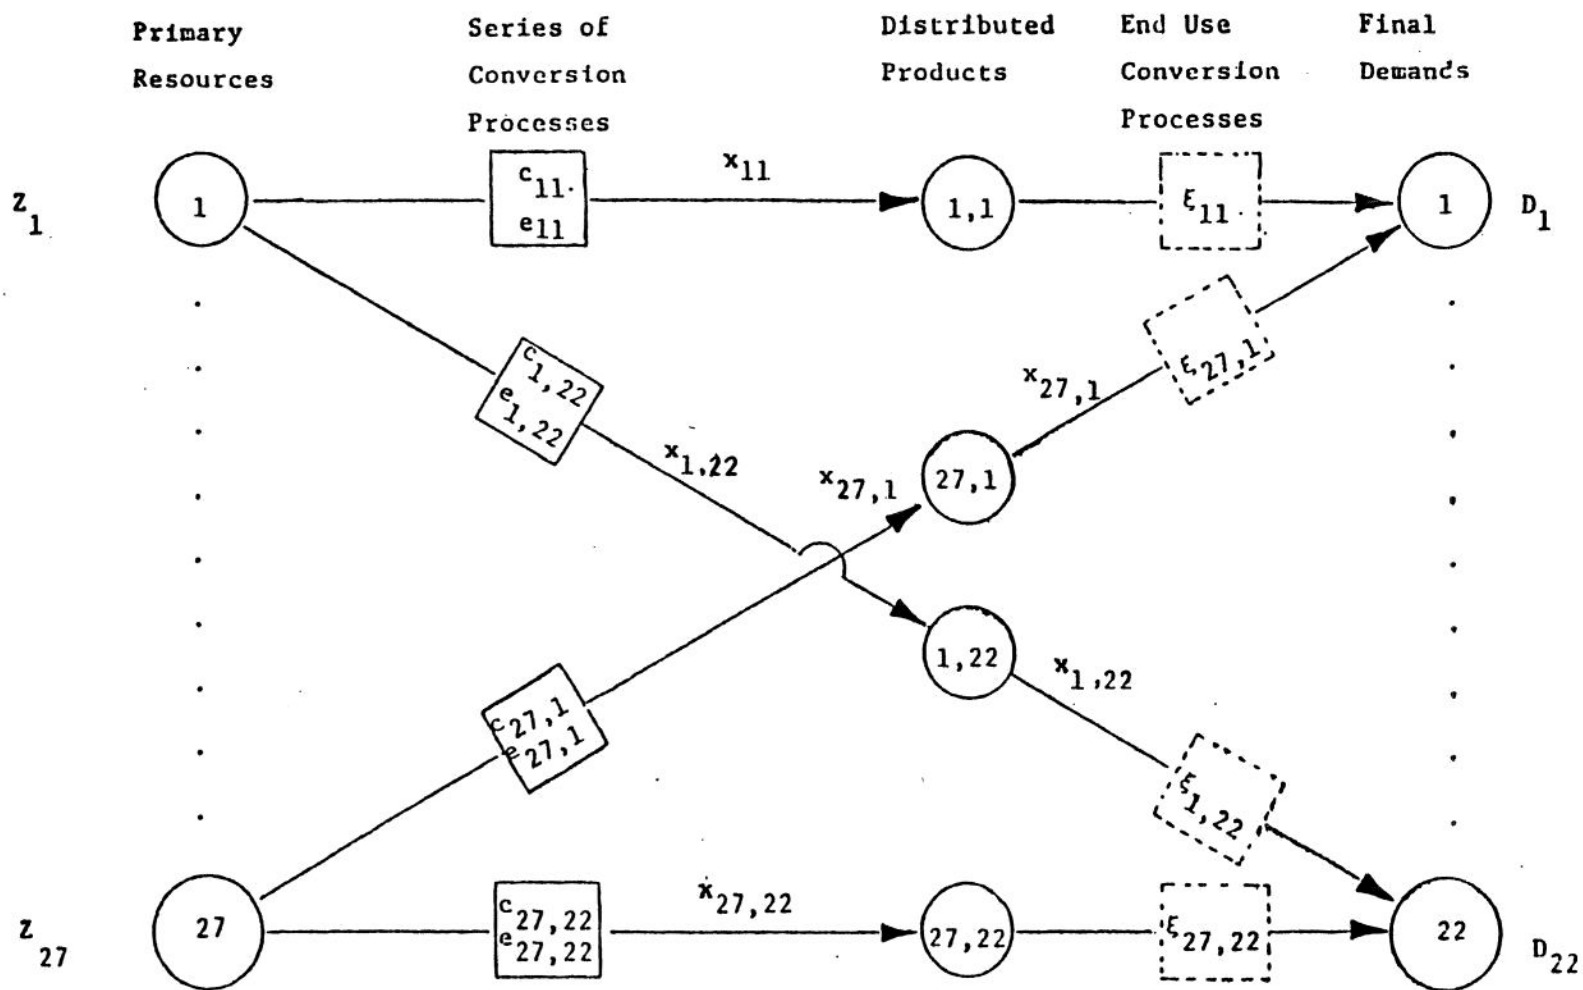 Primary Resources
Series of Conversion Processes
Distributed Products
End Use Conversion Processes
Final Demands
Z1
1
c11.
e11
x11
1,1
ξ11.
1
D1
c1,22
e1,22
x1,22
x27,1
27,1
x27,1
ξ27,1
1,22
x1,22
ξ1,22
c27,1
e27,1
Z27
27
c27,22
e27,22
x27,22
27,22
ξ27,22
22
D22